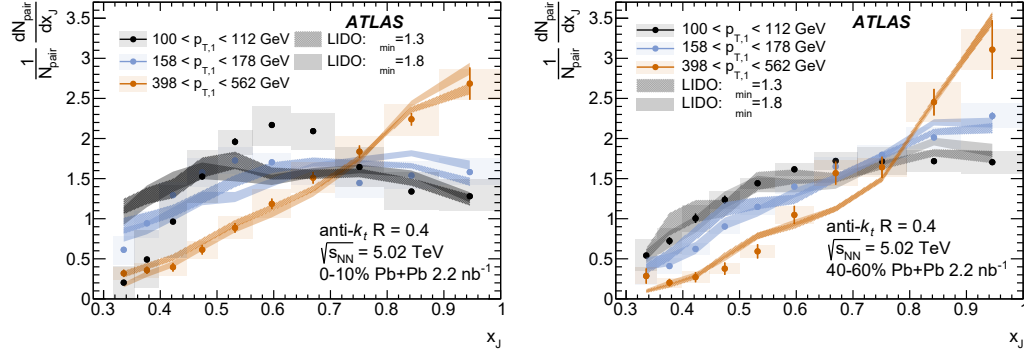 1/N_pair dN_pair/dx_J
ATLAS
100 < p_T,1 < 112 GeV
158 < p_T,1 < 178 GeV
398 < p_T,1 < 562 GeV
LIDO: min=1.3
LIDO: min=1.8
anti-k_t R = 0.4
√s_NN = 5.02 TeV
0-10% Pb+Pb 2.2 nb⁻¹
3.5
3
2.5
2
1.5
1
0.5
0
0.3 0.4 0.5 0.6 0.7 0.8 0.9 1
x_J
1/N_pair dN_pair/dx_J
ATLAS
100 < p_T,1 < 112 GeV
158 < p_T,1 < 178 GeV
398 < p_T,1 < 562 GeV
LIDO: min=1.3
LIDO: min=1.8
anti-k_t R = 0.4
√s_NN = 5.02 TeV
40-60% Pb+Pb 2.2 nb⁻¹
3.5
3
2.5
2
1.5
1
0.5
0
0.3 0.4 0.5 0.6 0.7 0.8 0.9 1
x_J